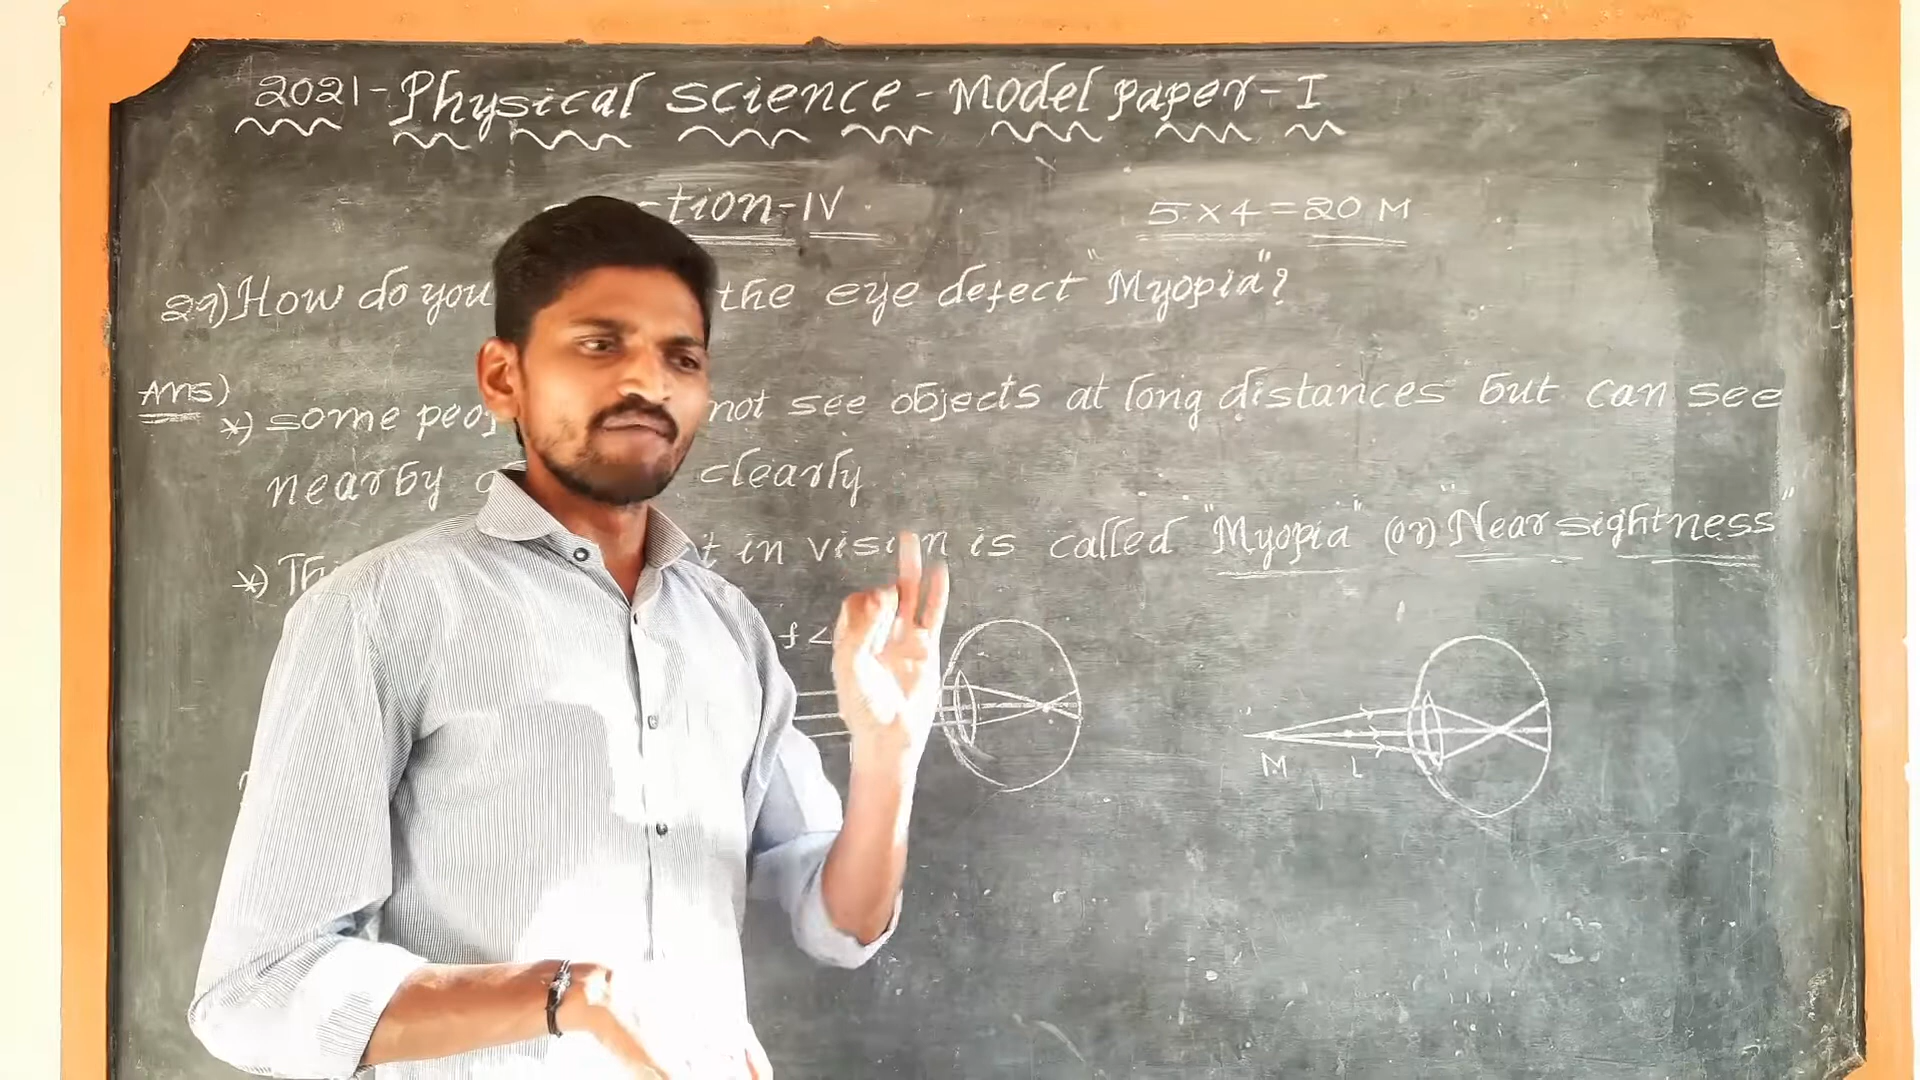 2021-Physical science-Model paper-I
tion-IV 5×4=20 M
29) How do you the eye defect "Myopia"?
Ans)
*) some not see objects at long distances but can see
nearby clearly
*) in vision is called "Myopia" (or) "Near sightness"
f<
M L